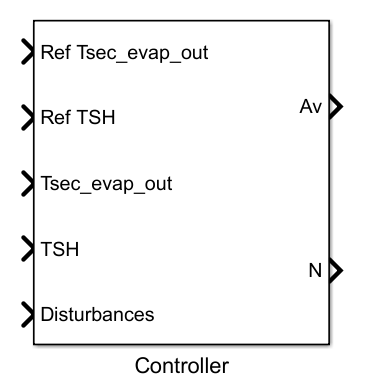 Ref Tsec_evap_out
Ref TSH
Tsec_evap_out
TSH
Disturbances
Av
N
Controller